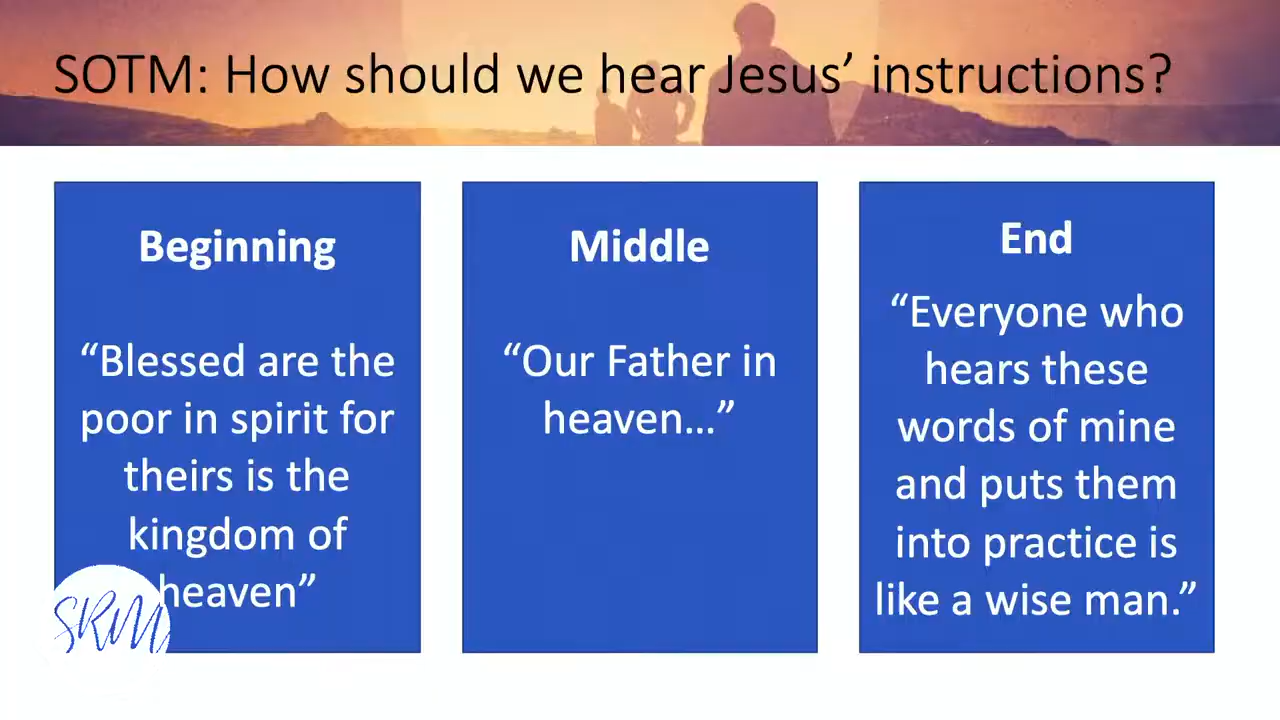 SOTM: How should we hear Jesus’ instructions?
Beginning
“Blessed are the
poor in spirit for
theirs is the
kingdom of
heaven”
Middle
“Our Father in
heaven…”
End
“Everyone who
hears these
words of mine
and puts them
into practice is
like a wise man.”
SRM